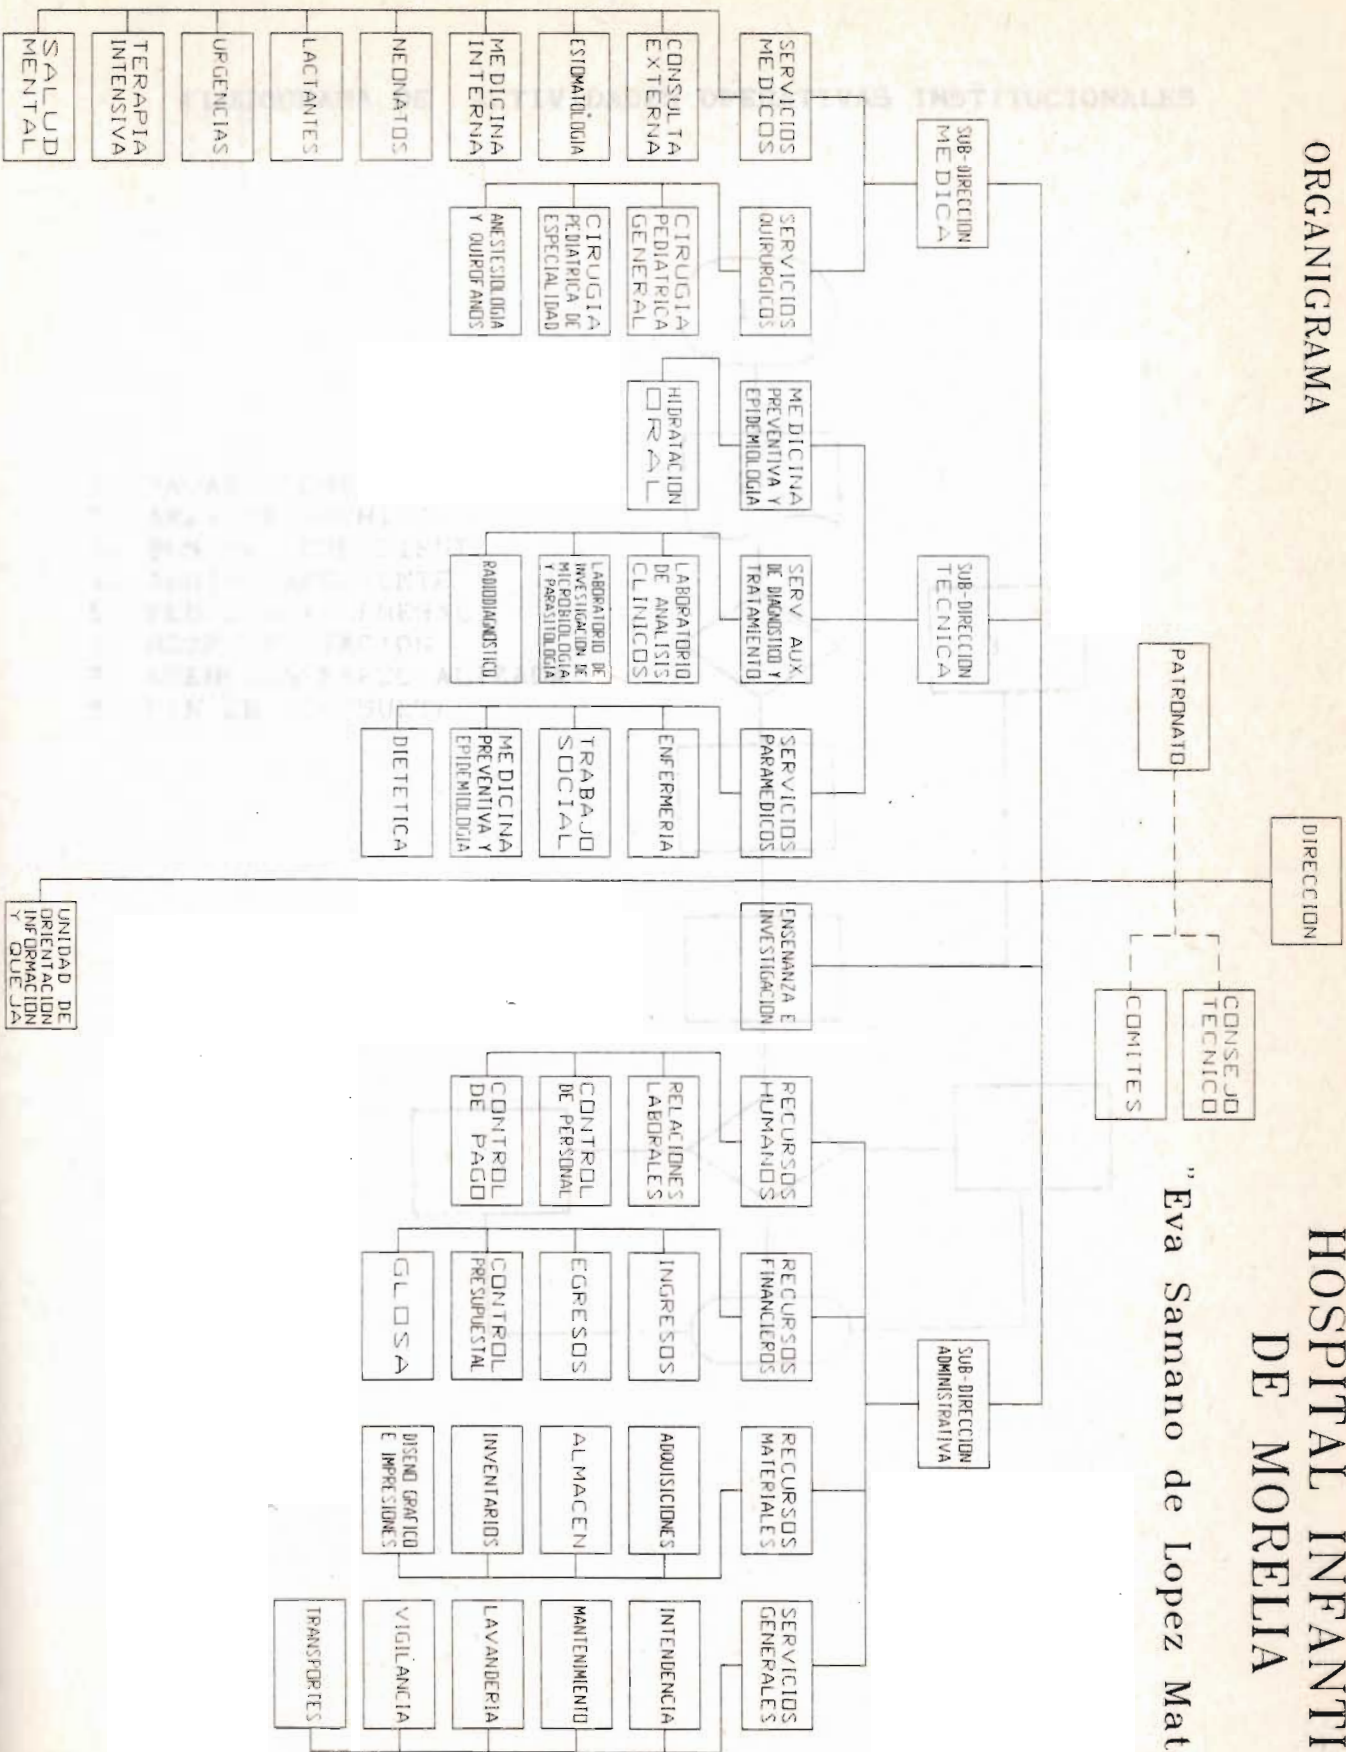 ORGANIGRAMA
HOSPITAL INFANTI
DE MORELIA
"Eva Samano de Lopez Mat
DIRECCION
PATRONATO
CONSEJO
TECNICO
COMITES
SUB-DIRECCION
MEDICA
SUB-DIRECCION
TECNICA
SUB-DIRECCION
ADMINISTRATIVA
SERVICIOS
MEDICOS
SERVICIOS
QUIRURGICOS
MEDICINA
PREVENTIVA Y
EPIDEMIOLOGIA
SERV. AUX.
DE DIAGNOSTICO Y
TRATAMIENTO
SERVICIOS
PARAMEDICOS
ENSENANZA E
INVESTIGACION
RECURSOS
HUMANOS
RECURSOS
FINANCIEROS
RECURSOS
MATERIALES
SERVICIOS
GENERALES
CONSULTA
EXTERNA
CIRUGIA
PEDIATRICA
GENERAL
HIDRATACION
ORAL
LABORATORIO
DE ANALISIS
CLINICOS
ENFERMERIA
RELACIONES
LABORALES
INGRESOS
ADQUISICIONES
INTENDENCIA
ESTOMATOLOGIA
CIRUGIA
PEDIATRICA DE
ESPECIALIDAD
LABORATORIO DE
INVESTIGACION DE
MICROBIOLOGIA
Y PARASITOLOGIA
TRABAJO
SOCIAL
CONTROL
DE PERSONAL
EGRESOS
ALMACEN
MANTENIMIENTO
MEDICINA
INTERNA
ANESTESIOLOGIA
Y QUIROFANOS
RADIODIAGNOSTICO
MEDICINA
PREVENTIVA Y
EPIDEMIOLOGIA
CONTROL
DE PAGO
CONTROL
PRESUPUESTAL
INVENTARIOS
LAVANDERIA
NEONATOS
DIETETICA
GLOSA
DISENO GRAFICO
E IMPRESIONES
VIGILANCIA
LACTANTES
TRANSPORTES
URGENCIAS
TERAPIA
INTENSIVA
SALUD
MENTAL
UNIDAD DE
ORIENTACION
INFORMACION
Y QUEJA